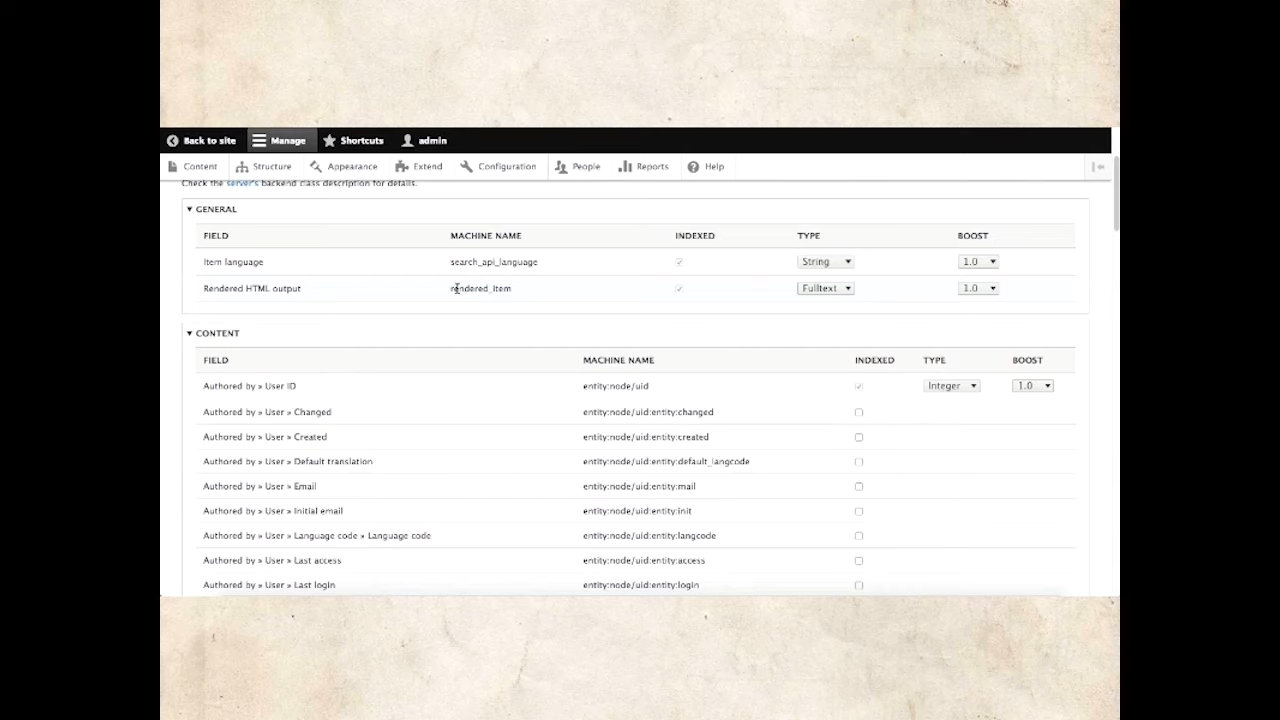 Back to site Manage Shortcuts admin
Content Structure Appearance Extend Configuration People Reports Help
Check the server's backend class description for details.
GENERAL
FIELD MACHINE NAME INDEXED TYPE BOOST
Item language search_api_language String 1.0
Rendered HTML output rendered_item Fulltext 1.0
CONTENT
FIELD MACHINE NAME INDEXED TYPE BOOST
Authored by » User ID entity:node/uid Integer 1.0
Authored by » User » Changed entity:node/uid:entity:changed
Authored by » User » Created entity:node/uid:entity:created
Authored by » User » Default translation entity:node/uid:entity:default_langcode
Authored by » User » Email entity:node/uid:entity:mail
Authored by » User » Initial email entity:node/uid:entity:init
Authored by » User » Language code » Language code entity:node/uid:entity:langcode
Authored by » User » Last access entity:node/uid:entity:access
Authored by » User » Last login entity:node/uid:entity:login